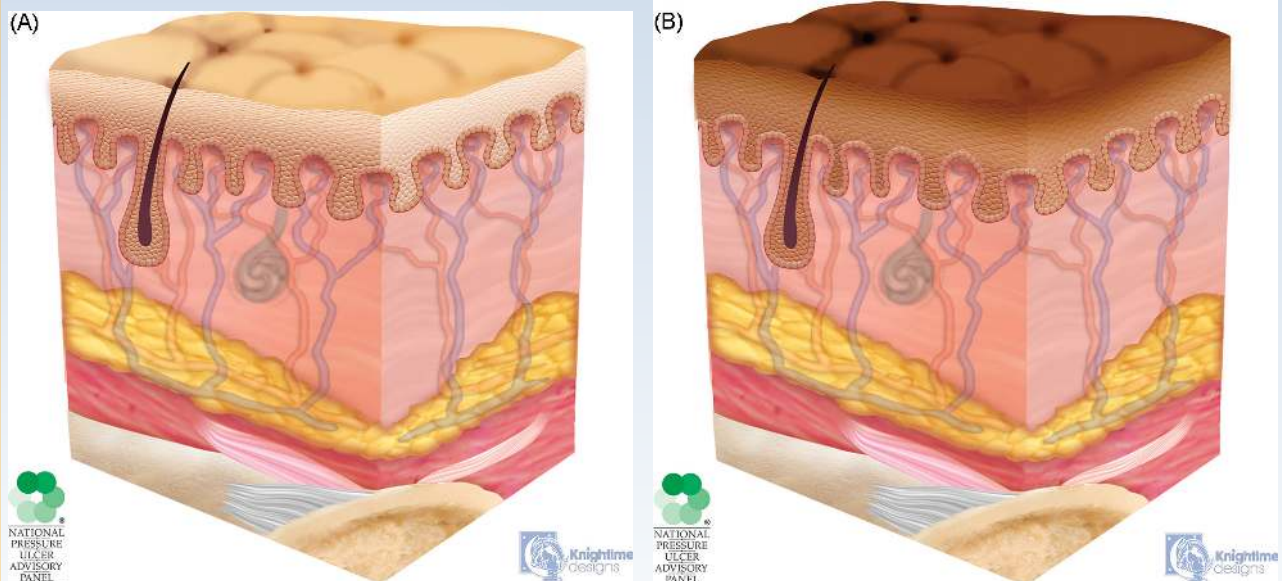 (A)
(B)
NATIONAL
PRESSURE
ULCER
ADVISORY
PANEL
®
Knightime
designs
NATIONAL
PRESSURE
ULCER
ADVISORY
PANEL
®
Knightime
designs